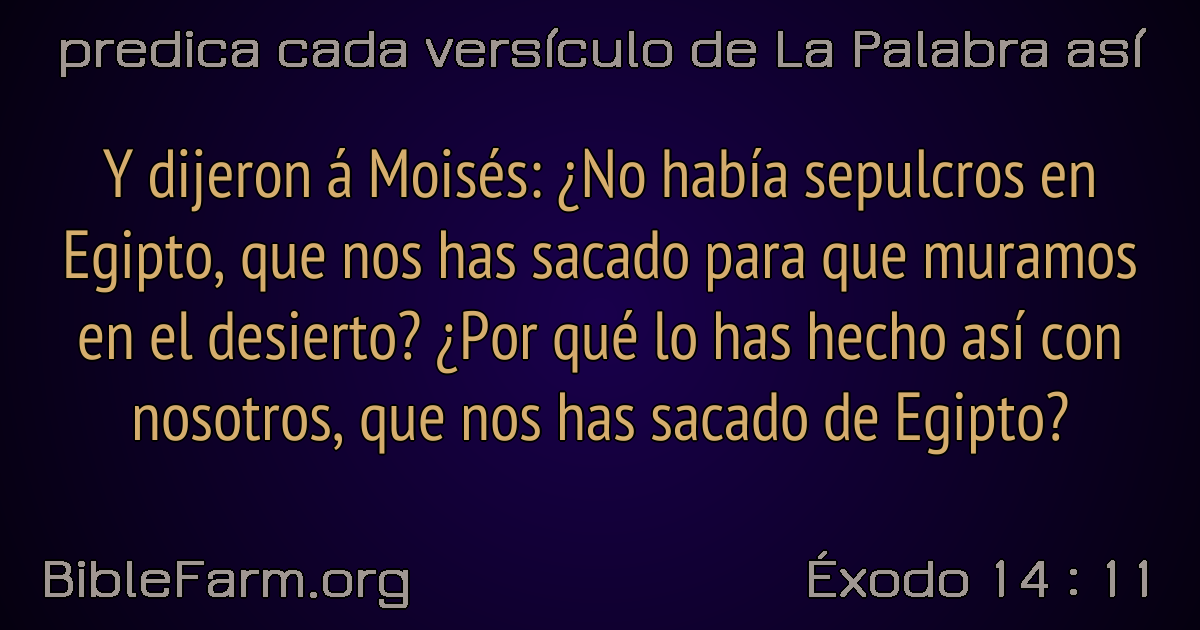 predica cada versículo de La Palabra así
Y dijeron á Moisés: ¿No había sepulcros en
Egipto, que nos has sacado para que muramos
en el desierto? ¿Por qué lo has hecho así con
nosotros, que nos has sacado de Egipto?
BibleFarm.org
Éxodo 14 : 11